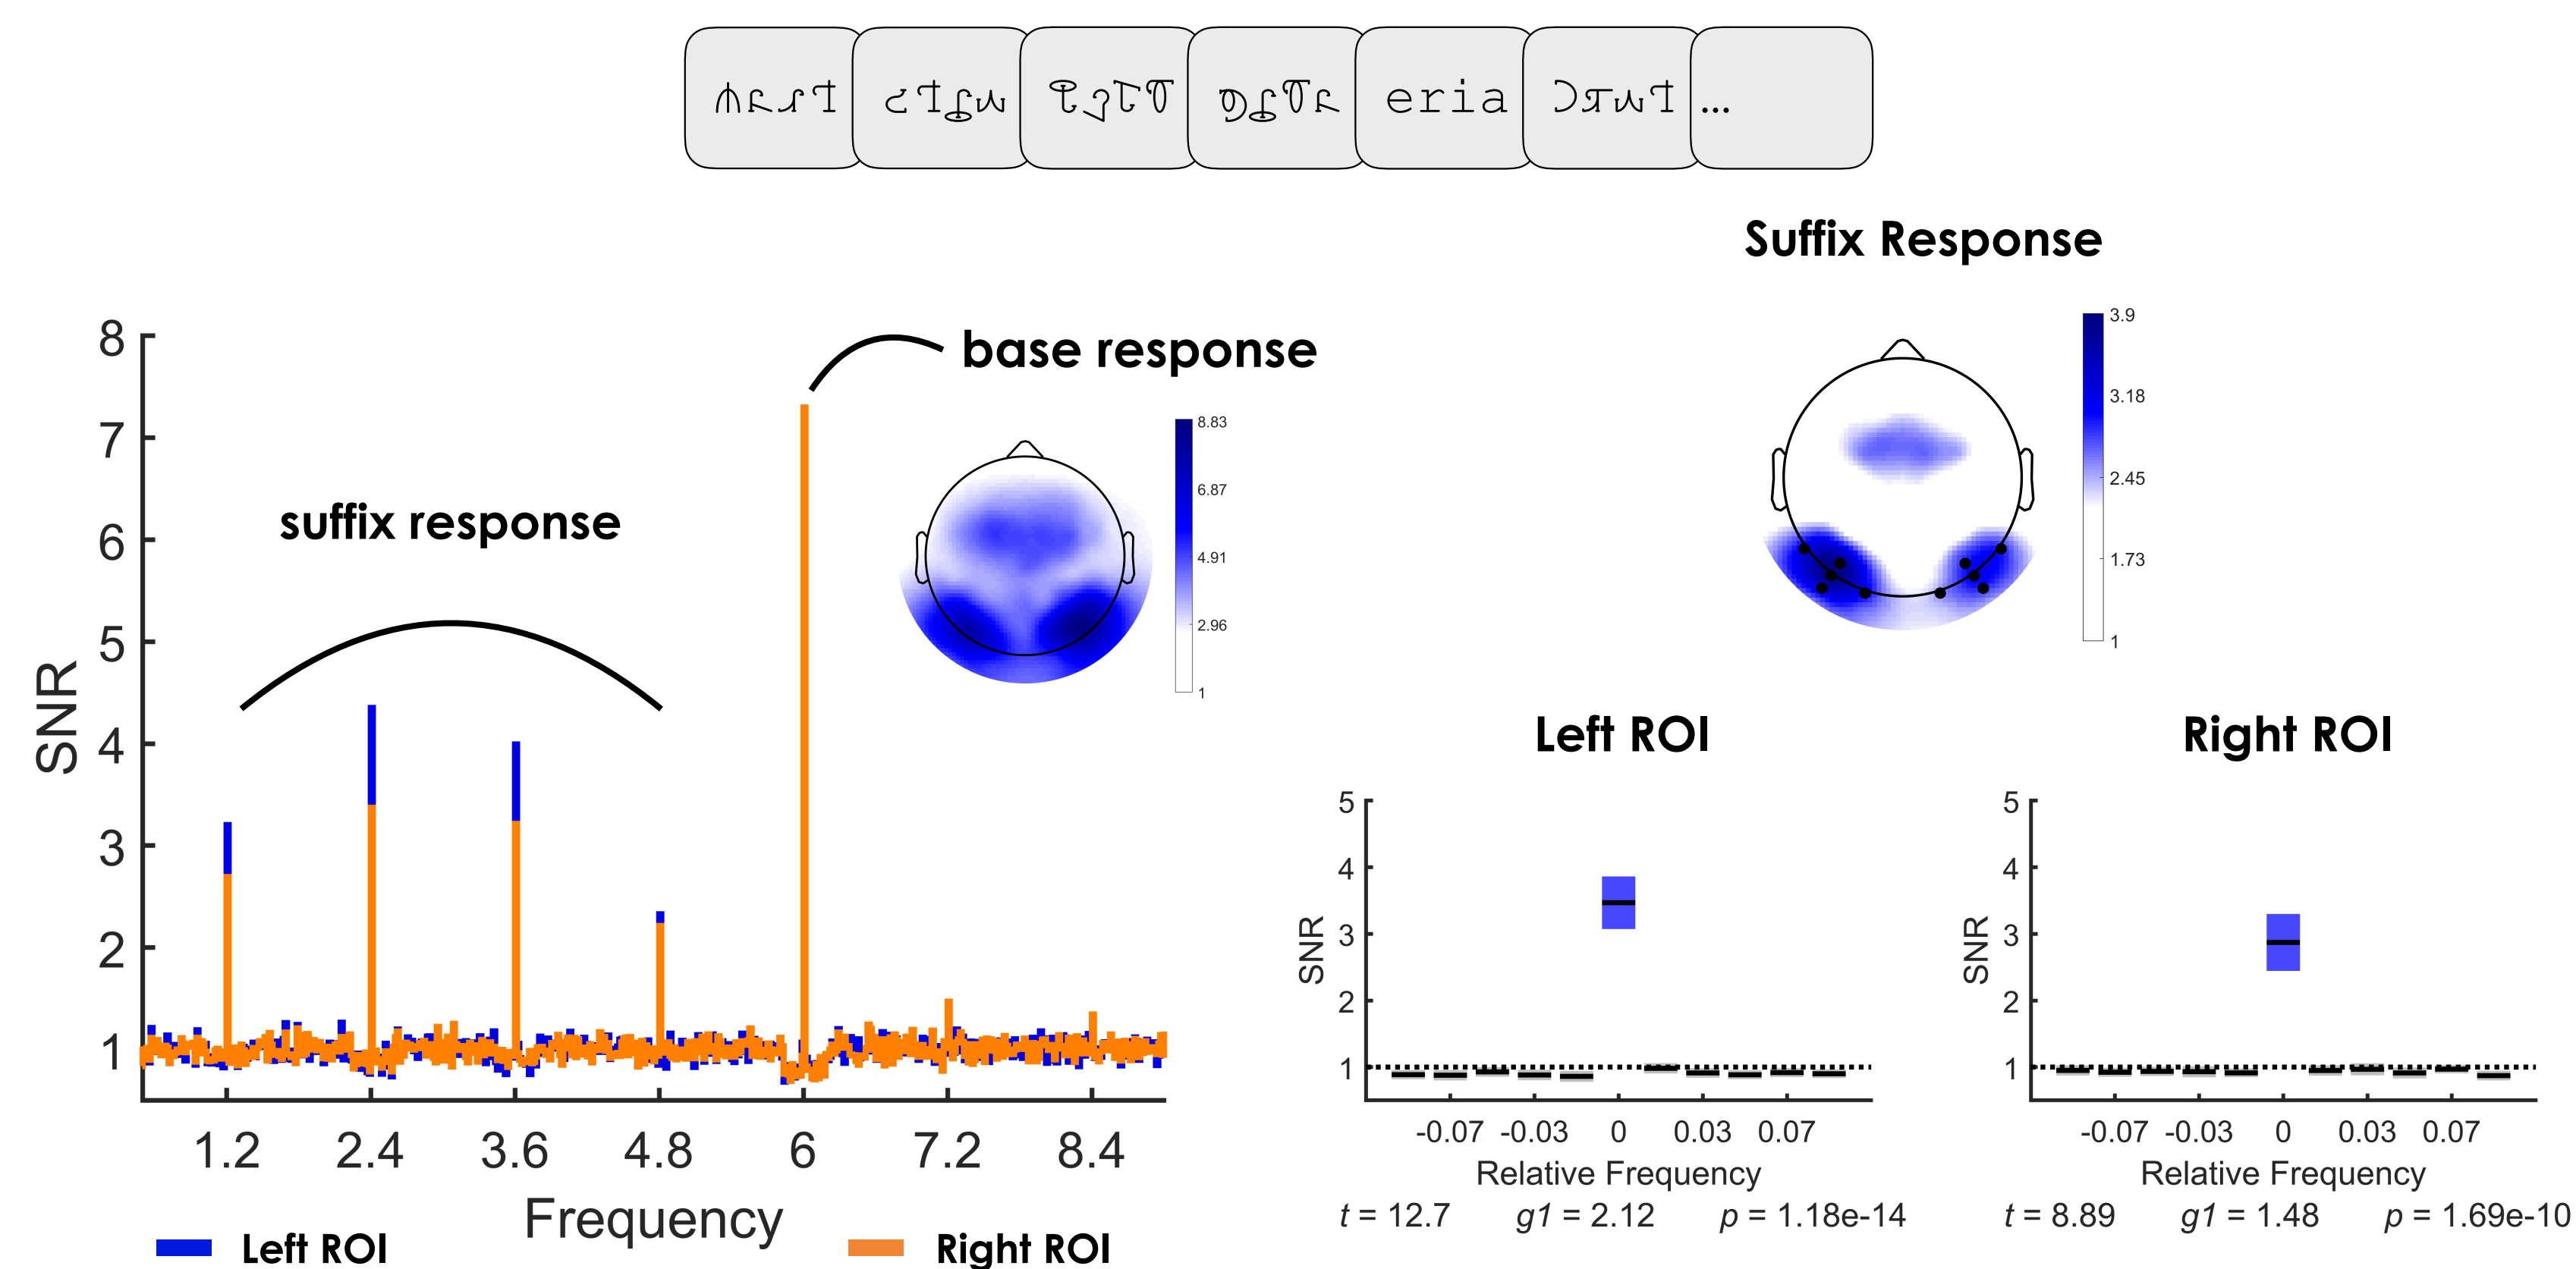 eria
...
Suffix Response
3.9
3.18
2.45
1.73
1
base response
8.83
6.87
4.91
2.96
1
suffix response
SNR
8
7
6
5
4
3
2
1
1.2 2.4 3.6 4.8 6 7.2 8.4
Frequency
Left ROI Right ROI
Left ROI
SNR
5
4
3
2
1
-0.07 -0.03 0 0.03 0.07
Relative Frequency
t = 12.7 g1 = 2.12 p = 1.18e-14
Right ROI
SNR
5
4
3
2
1
-0.07 -0.03 0 0.03 0.07
Relative Frequency
t = 8.89 g1 = 1.48 p = 1.69e-10